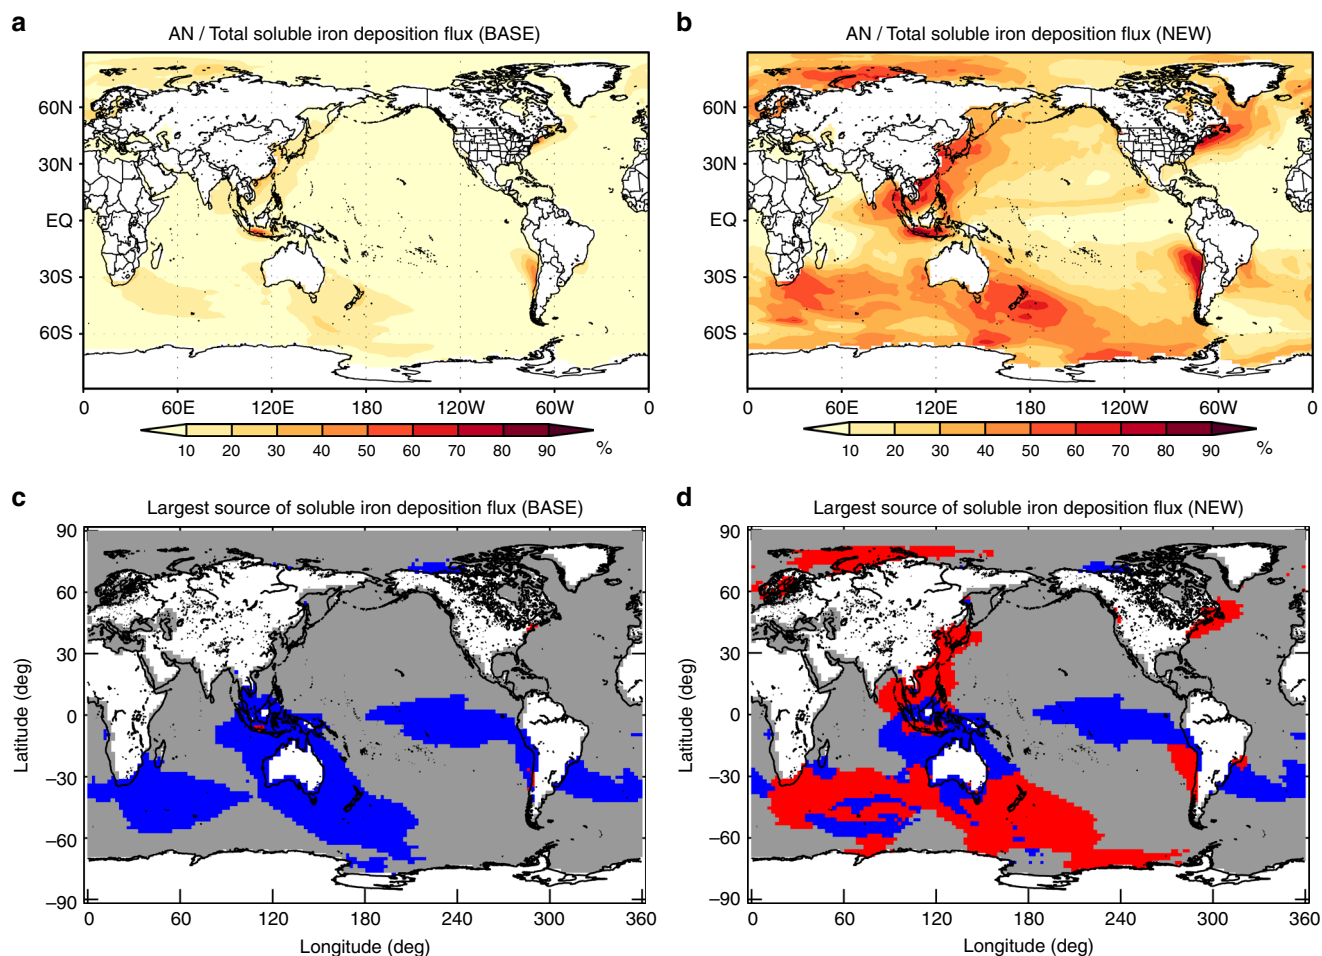 a
AN / Total soluble iron deposition flux (BASE)
60N
30N
EQ
30S
60S
0 60E 120E 180 120W 60W 0
10 20 30 40 50 60 70 80 90 %
b
AN / Total soluble iron deposition flux (NEW)
60N
30N
EQ
30S
60S
0 60E 120E 180 120W 60W 0
10 20 30 40 50 60 70 80 90 %
c
Largest source of soluble iron deposition flux (BASE)
Latitude (deg)
90
60
30
0
−30
−60
−90
0 60 120 180 240 300 360
Longitude (deg)
d
Largest source of soluble iron deposition flux (NEW)
Latitude (deg)
90
60
30
0
−30
−60
−90
0 60 120 180 240 300 360
Longitude (deg)